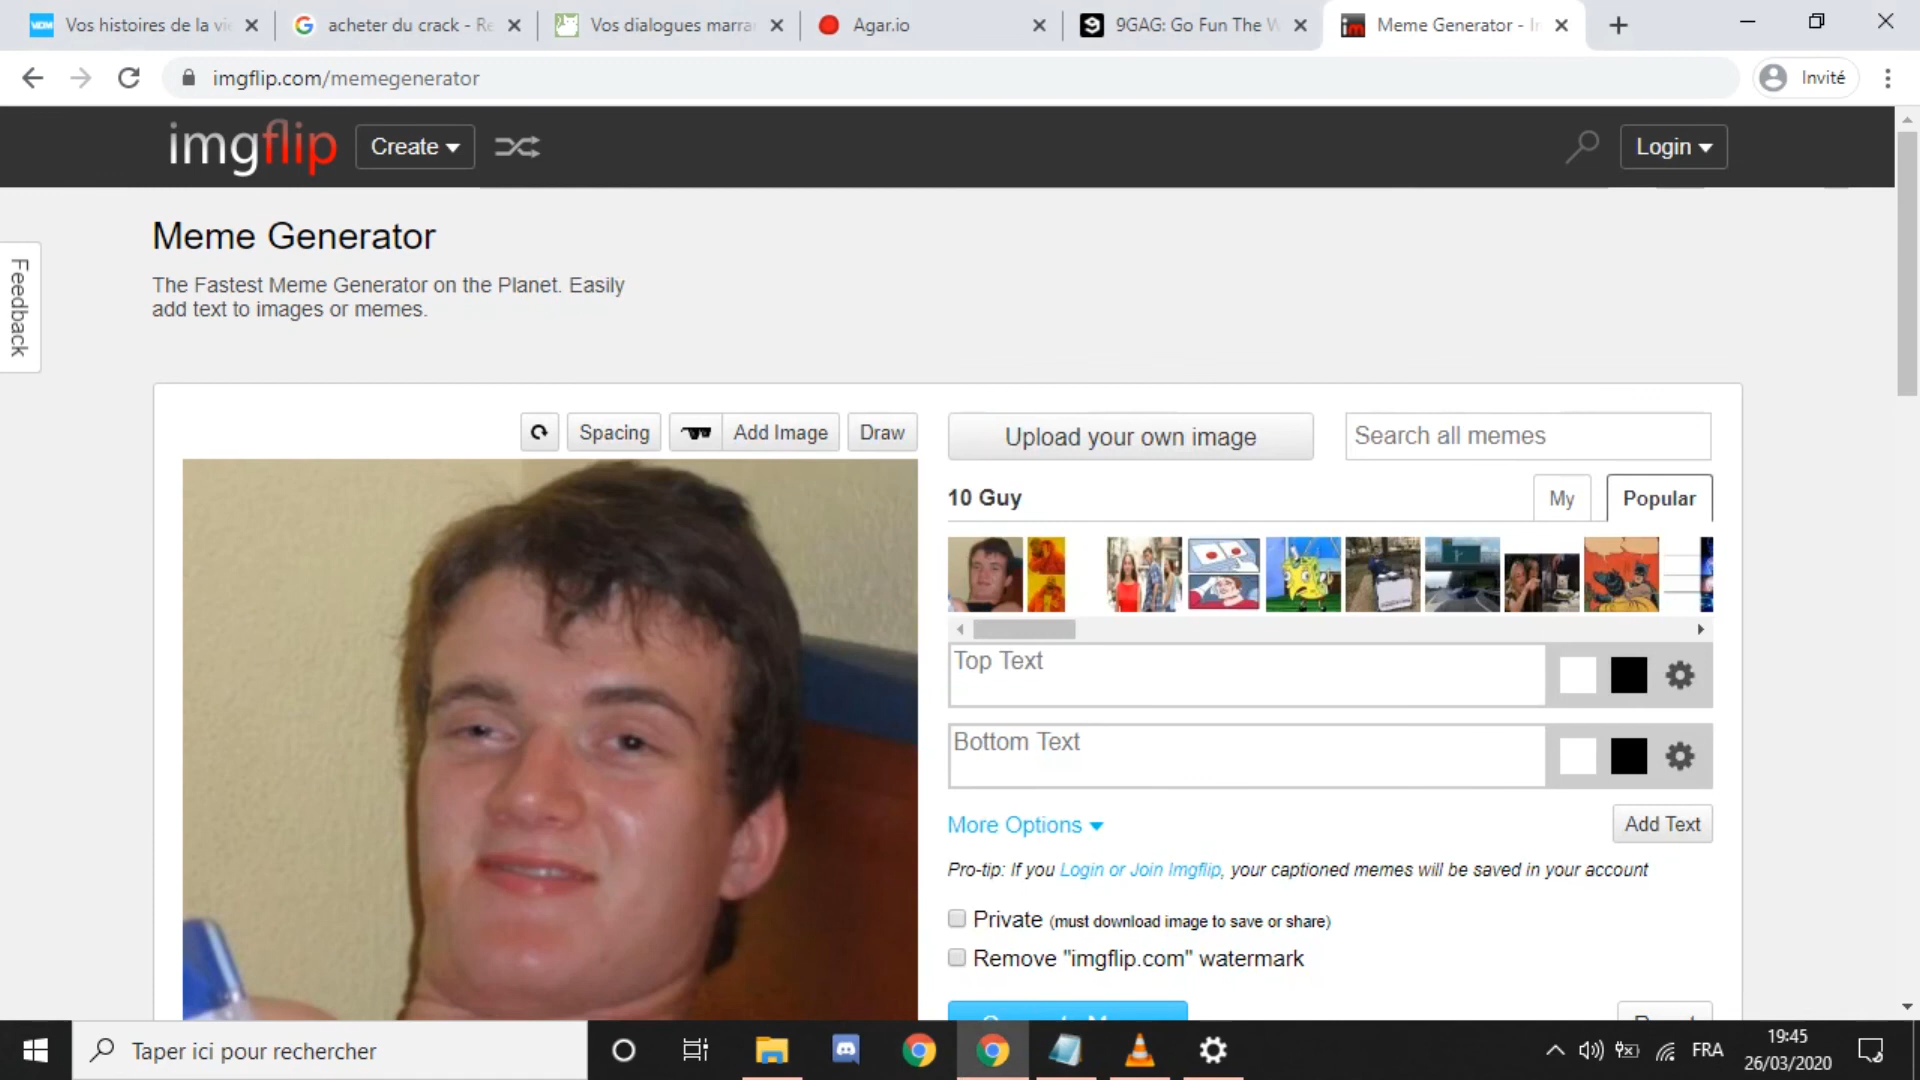 Vos histoires de la vi
acheter du crack - Re
Vos dialogues marra
Agar.io
9GAG: Go Fun The W
Meme Generator - I
imgflip.com/memegenerator
Invité
imgflip
Create
Login
Feedback
Meme Generator
The Fastest Meme Generator on the Planet. Easily
add text to images or memes.
Spacing
Add Image
Draw
Upload your own image
Search all memes
10 Guy
My
Popular
Top Text
Bottom Text
More Options
Add Text
Pro-tip: If you Login or Join Imgflip, your captioned memes will be saved in your account
Private (must download image to save or share)
Remove "imgflip.com" watermark
Taper ici pour rechercher
FRA
19:45
26/03/2020